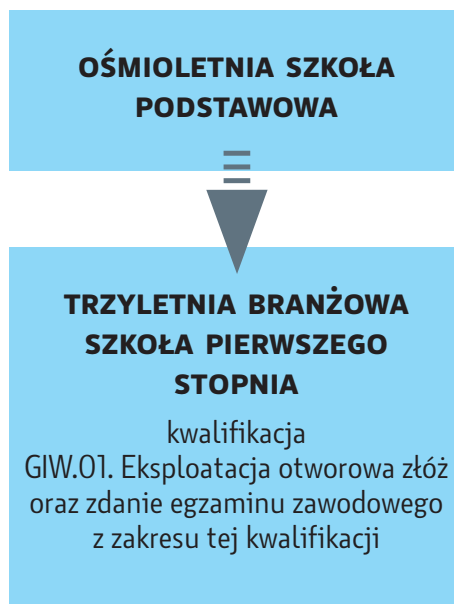 OŚMIOLETNIA SZKOŁA
PODSTAWOWA
TRZYLETNIA BRANŻOWA
SZKOŁA PIERWSZEGO
STOPNIA
kwalifikacja
GIW.01. Eksploatacja otworowa złóż
oraz zdanie egzaminu zawodowego
z zakresu tej kwalifikacji